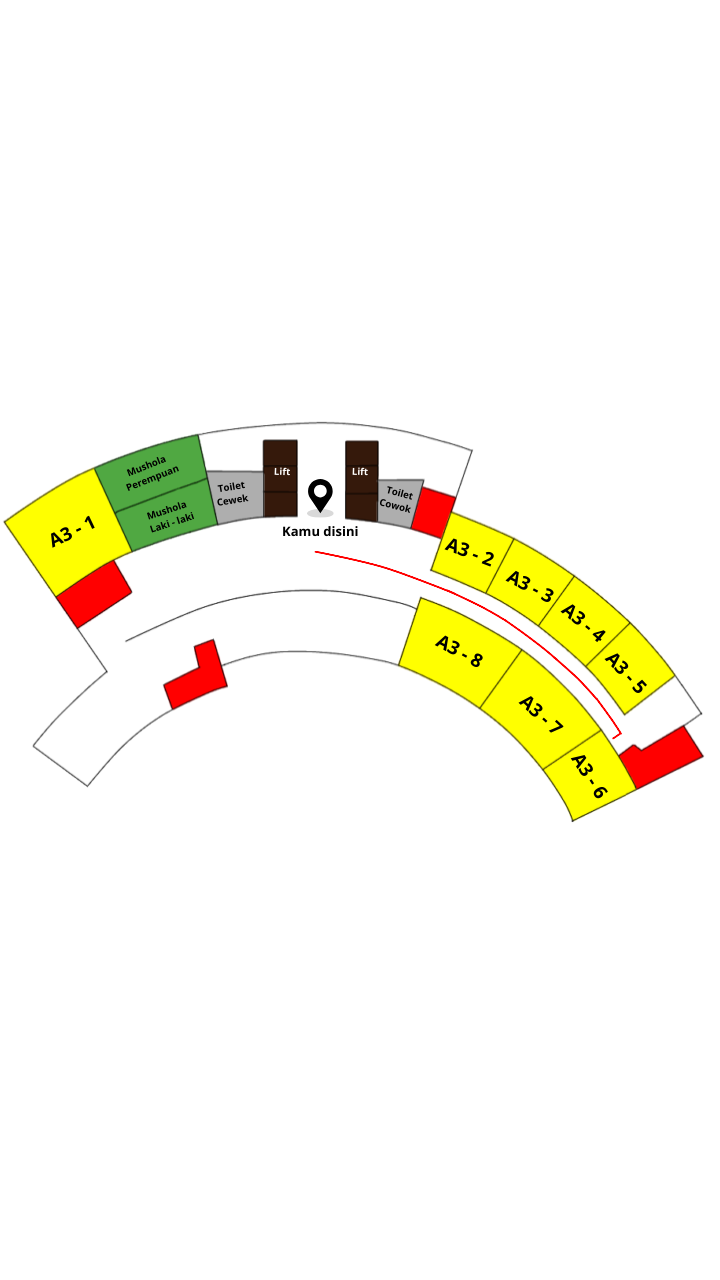 Mushola
Perempuan
Mushola
Laki - laki
A3 - 1
Toilet
Cewek
Lift
Lift
Toilet
Cowok
Kamu disini
A3 - 2
A3 - 3
A3 - 4
A3 - 5
A3 - 8
A3 - 7
A3 - 6